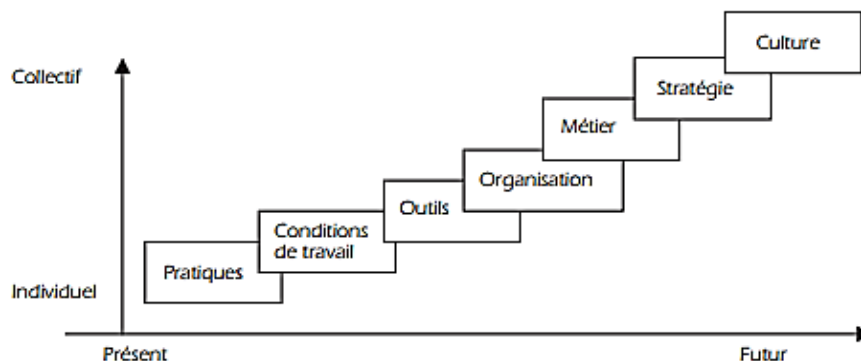 Culture
Collectif
Stratégie
Métier
Organisation
Outils
Conditions
de travail
Pratiques
Individuel
Présent
Futur